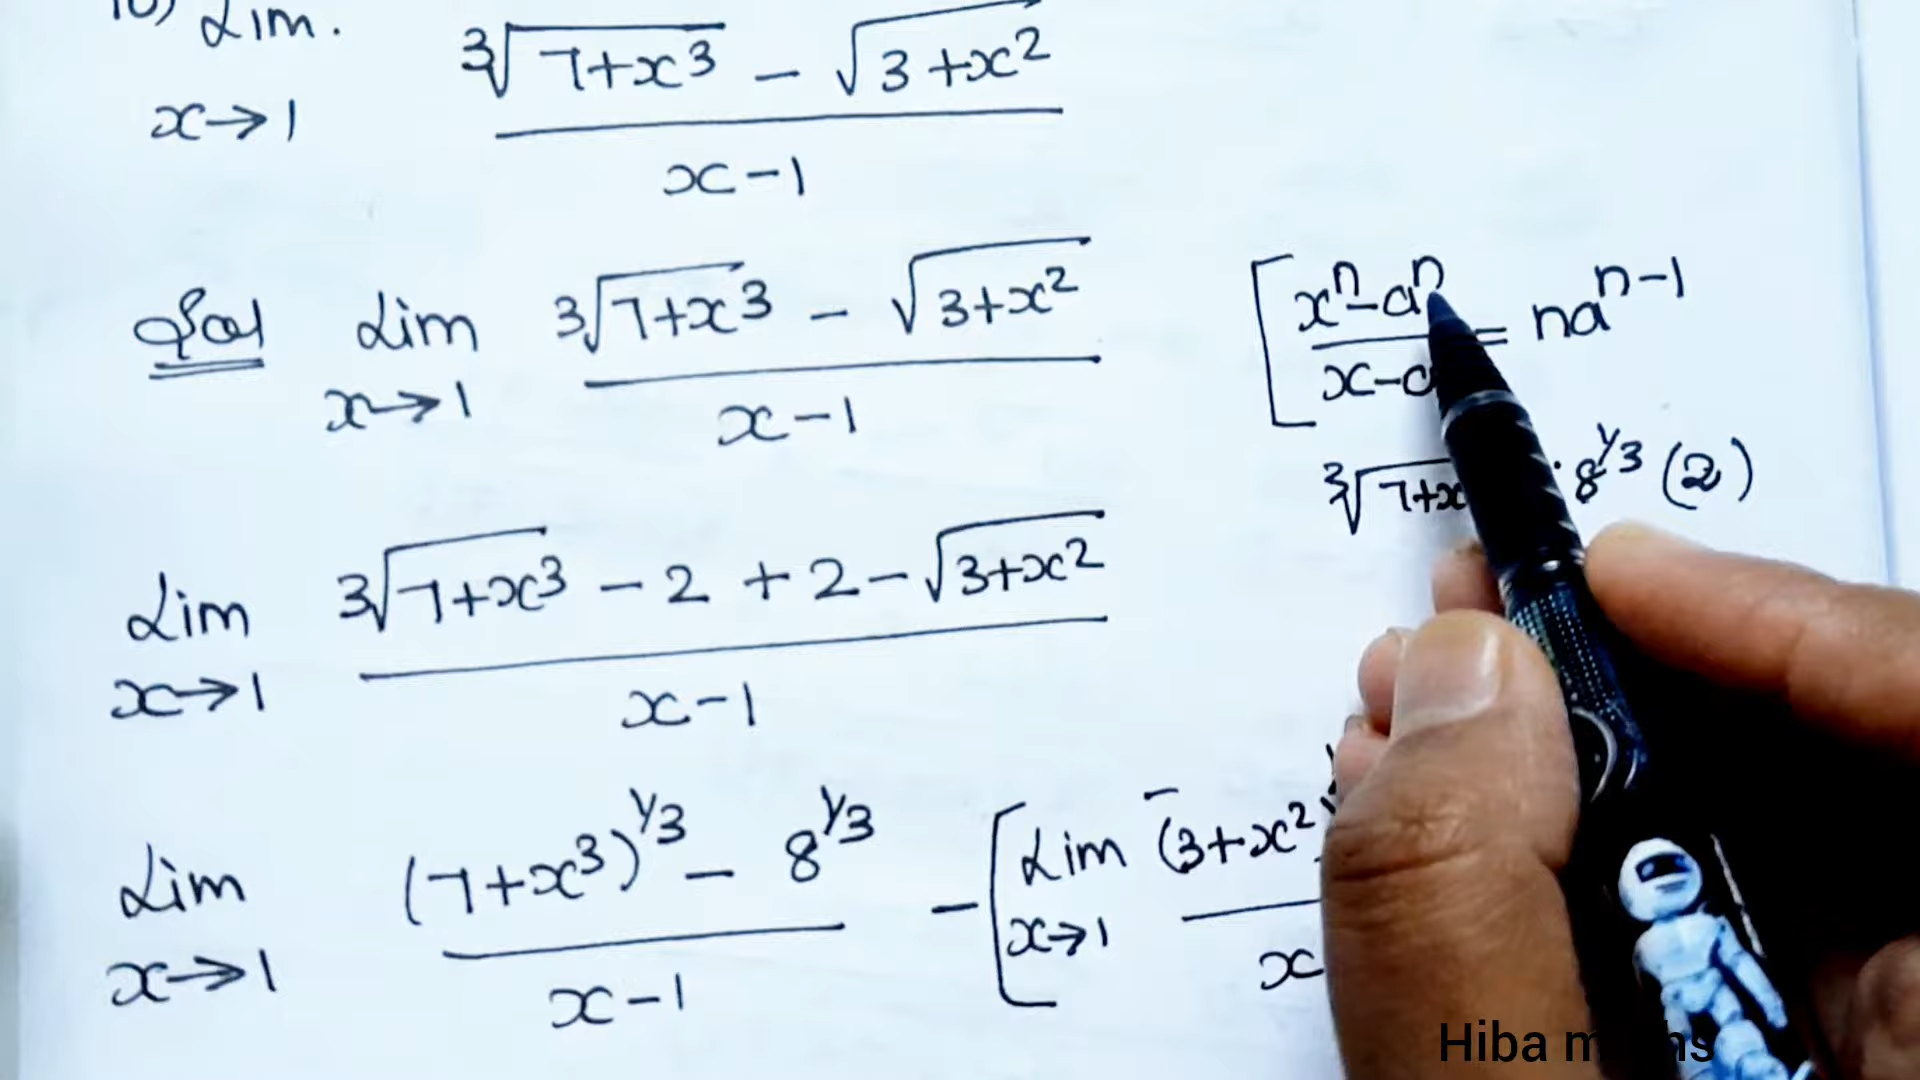 10) Lim. ∛(7+x³) − √(3+x²)
x→1 x−1
Sol Lim ∛(7+x³) − √(3+x²) [xⁿ−aⁿ = naⁿ⁻¹
x→1 x−1 x−a
∛7+x 8^1/3 (2)
Lim ∛(7+x³) − 2 + 2 − √(3+x²)
x→1 x−1
Lim (7+x³)^1/3 − 8^1/3 − [Lim (3+x²)
x→1 x−1 x→1 x
Hiba